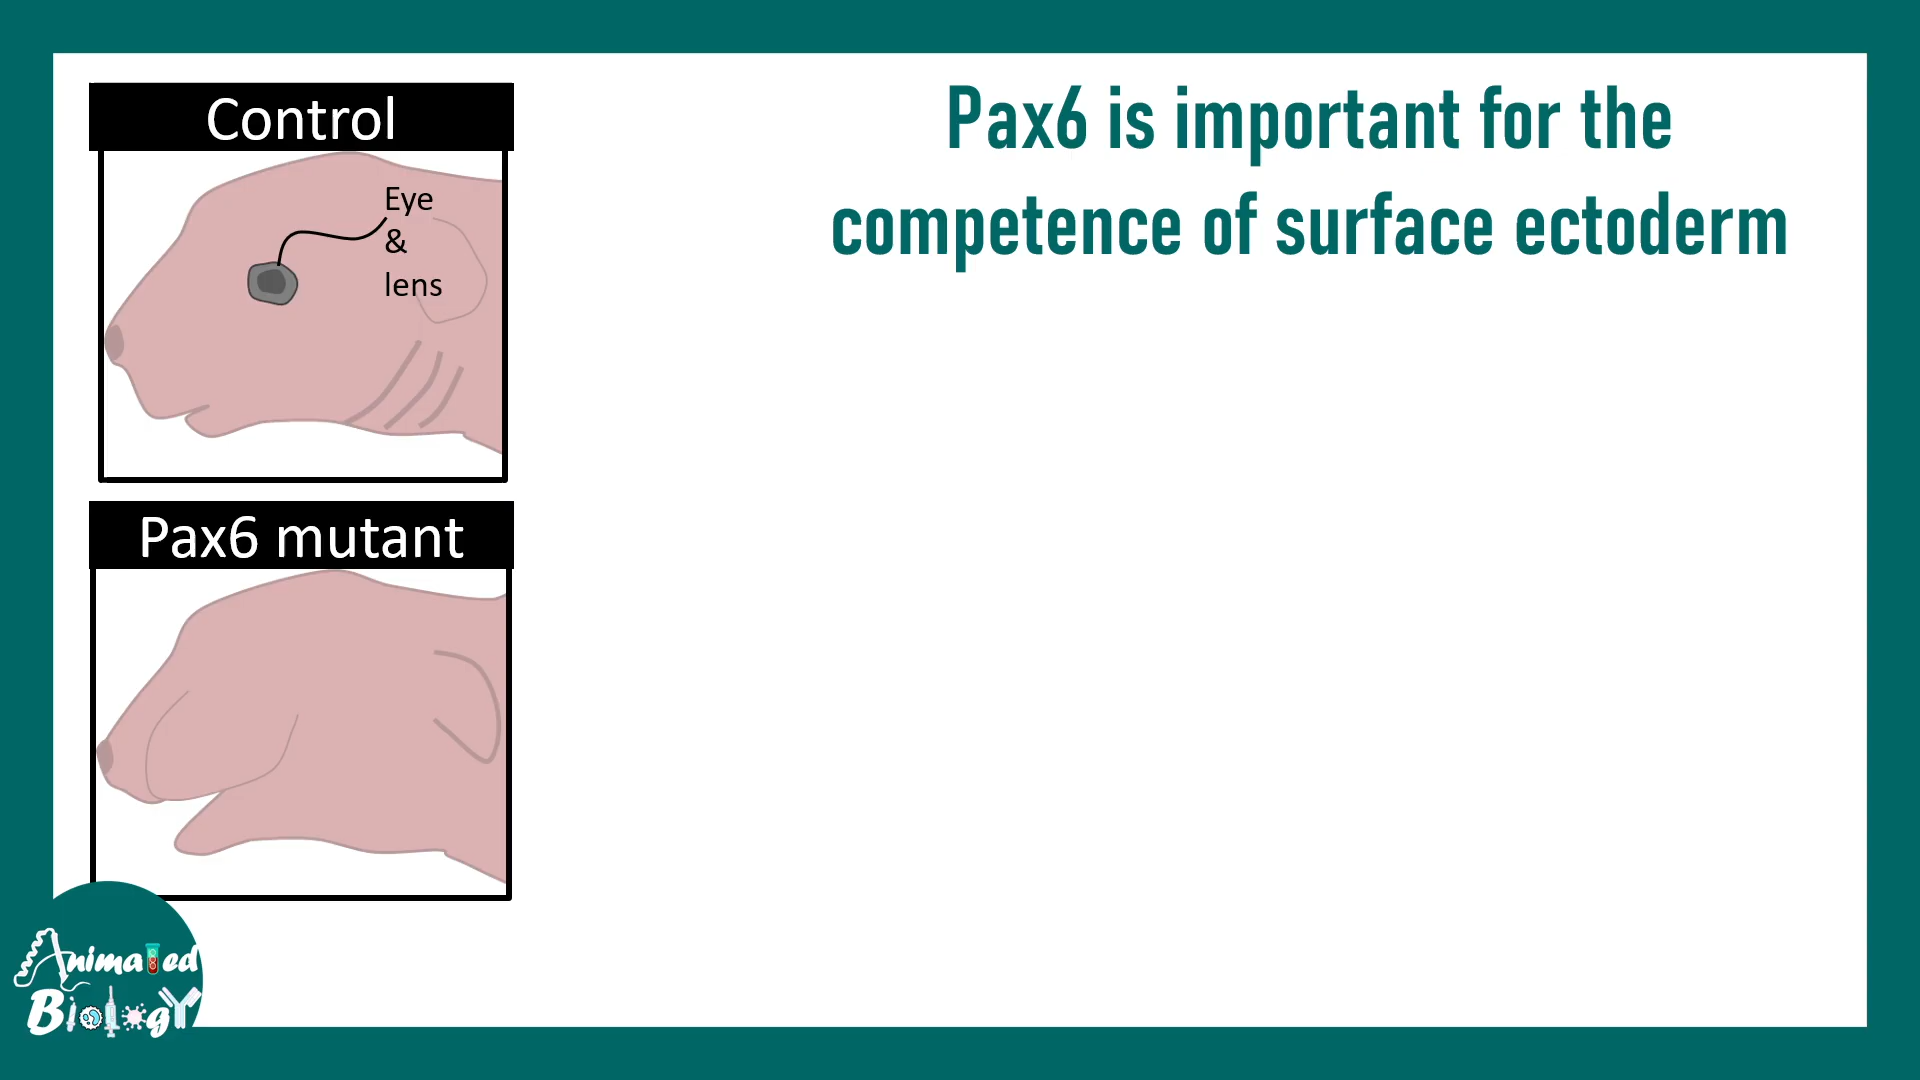 Control
Eye
&
lens
Pax6 mutant
Pax6 is important for the
competence of surface ectoderm
Animated
Biology